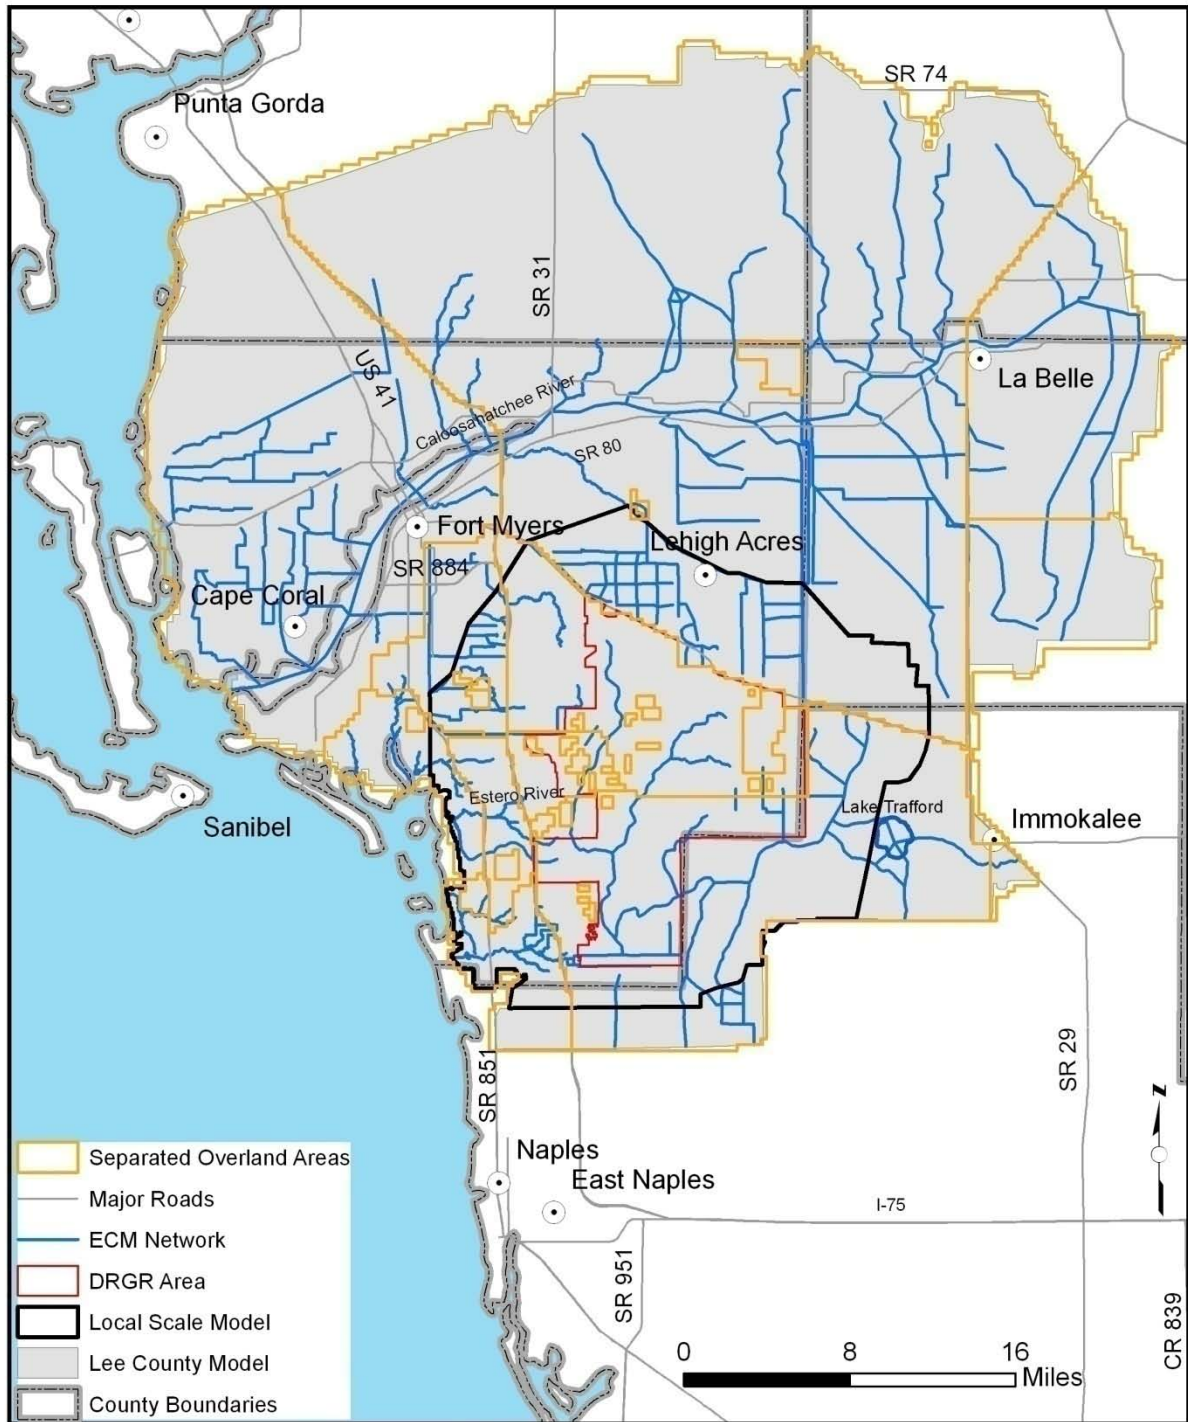 SR 74
Punta Gorda
SR 31
US 41
La Belle
Caloosahatchee River
SR 80
Fort Myers
Lehigh Acres
SR 884
Cape Coral
Estero River
Lake Trafford
Sanibel
Immokalee
SR 29
SR 851
N
Naples
East Naples
I-75
SR 951
CR 839
Separated Overland Areas
Major Roads
ECM Network
DRGR Area
Local Scale Model
Lee County Model
County Boundaries
0 8 16
Miles